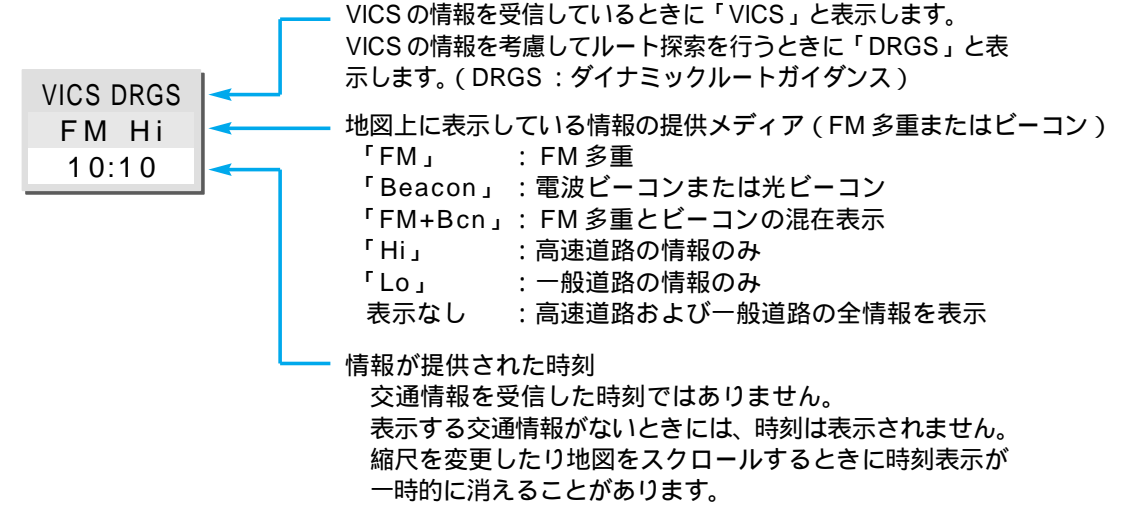 VICSの情報を受信しているときに「VICS」と表示します。
VICSの情報を考慮してルート探索を行うときに「DRGS」と表
示します。(DRGS：ダイナミックルートガイダンス)
VICS DRGS
FM Hi
10:10
地図上に表示している情報の提供メディア(FM多重またはビーコン)
「FM」 ：FM多重
「Beacon」：電波ビーコンまたは光ビーコン
「FM+Bcn」：FM多重とビーコンの混在表示
「Hi」 ：高速道路の情報のみ
「Lo」 ：一般道路の情報のみ
表示なし ：高速道路および一般道路の全情報を表示
情報が提供された時刻
交通情報を受信した時刻ではありません。
表示する交通情報がないときには、時刻は表示されません。
縮尺を変更したり地図をスクロールするときに時刻表示が
一時的に消えることがあります。